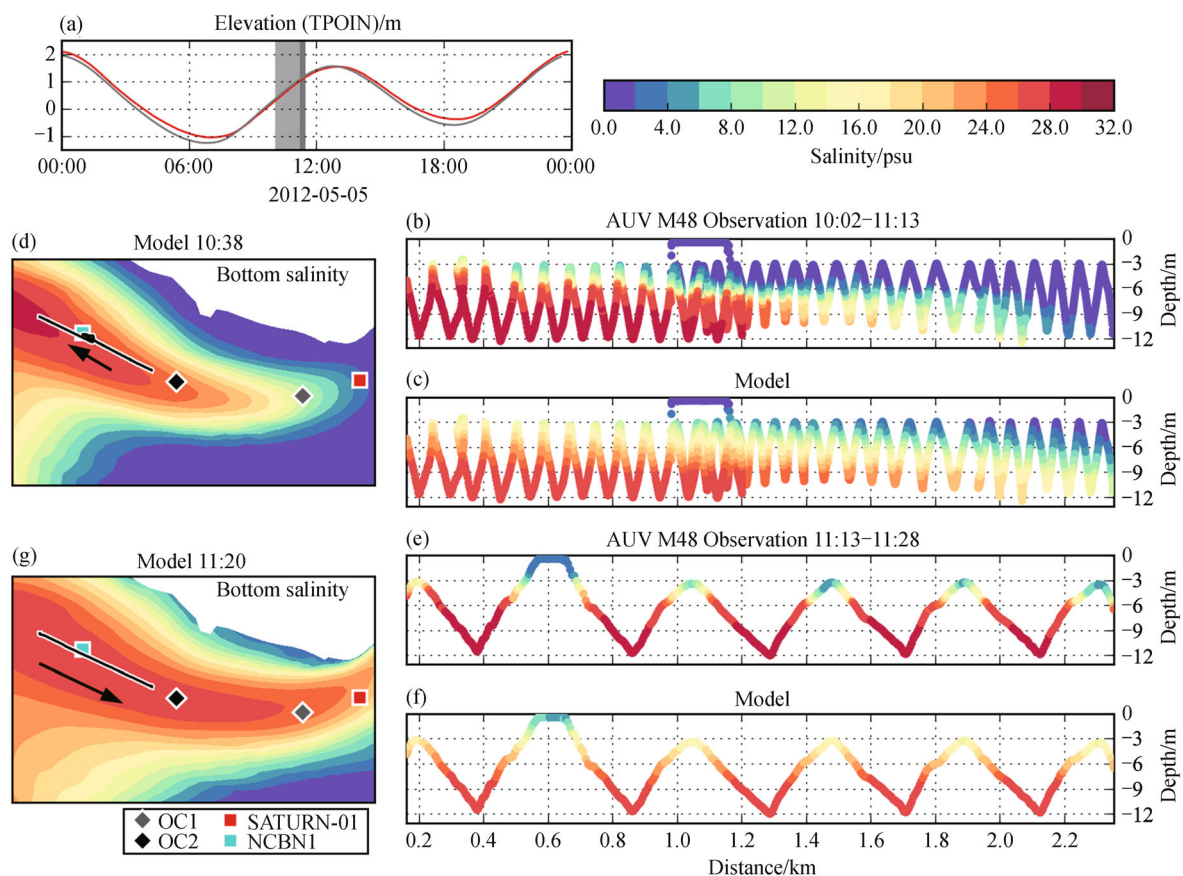 (a)
Elevation (TPOIN)/m
2
1
0
−1
00:00 06:00 12:00 18:00 00:00
2012-05-05
0.0 4.0 8.0 12.0 16.0 20.0 24.0 28.0 32.0
Salinity/psu
(d)
Model 10:38
Bottom salinity
(b)
AUV M48 Observation 10:02−11:13
0
−3
−6
−9
−12
Depth/m
(c)
Model
0
−3
−6
−9
−12
Depth/m
(g)
Model 11:20
Bottom salinity
OC1 SATURN-01
OC2 NCBN1
(e)
AUV M48 Observation 11:13−11:28
0
−3
−6
−9
−12
Depth/m
(f)
Model
0
−3
−6
−9
−12
Depth/m
0.2 0.4 0.6 0.8 1.0 1.2 1.4 1.6 1.8 2.0 2.2
Distance/km